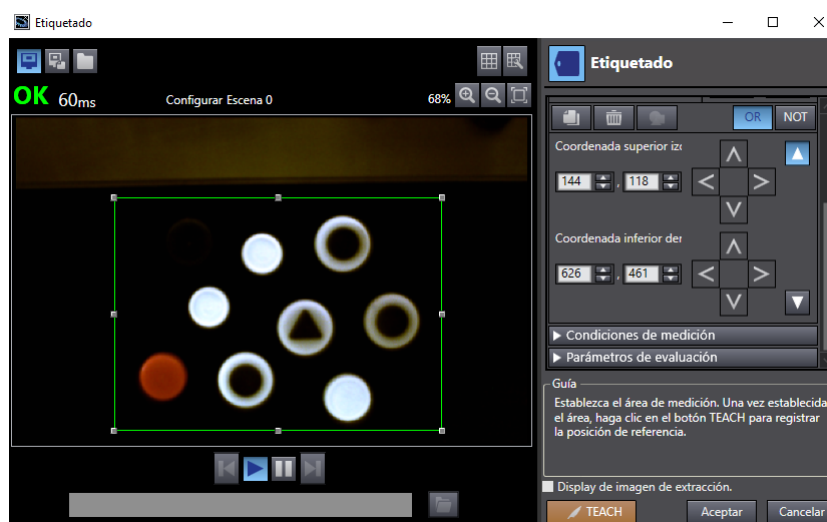 Etiquetado
Etiquetado
OK 60ms
Configurar Escena 0
68%
OR NOT
Coordenada superior izq
144 , 118
Coordenada inferior der
626 , 461
Condiciones de medición
Parámetros de evaluación
Guía
Establezca el área de medición. Una vez establecida
el área, haga clic en el botón TEACH para registrar
la posición de referencia.
Display de imagen de extracción.
TEACH Aceptar Cancelar